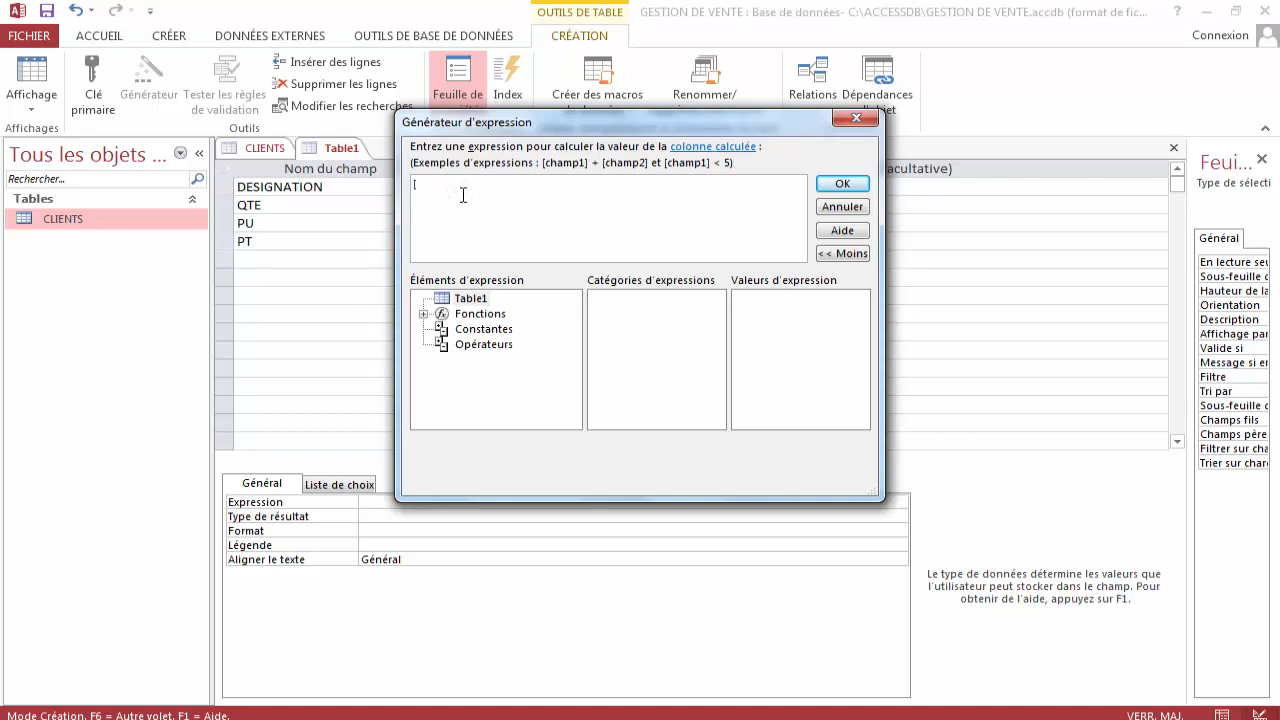 OUTILS DE TABLE
GESTION DE VENTE : Base de données- C:\ACCESSDB\GESTION DE VENTE.accdb (format de fic...
FICHIER
ACCUEIL
CRÉER
DONNÉES EXTERNES
OUTILS DE BASE DE DONNÉES
CRÉATION
Connexion
Affichage
Clé primaire
Générateur
Tester les règles de validation
Insérer des lignes
Supprimer les lignes
Modifier les recherches
Feuille de
Index
Créer des macros
Renommer/
Relations
Dépendances
Affichages
Outils
Générateur d'expression
Entrez une expression pour calculer la valeur de la colonne calculée :
(Exemples d'expressions : [champ1] + [champ2] et [champ1] < 5)
[
OK
Annuler
Aide
<< Moins
Éléments d'expression
Catégories d'expressions
Valeurs d'expression
Table1
Fonctions
Constantes
Opérateurs
Tous les objets ...
Rechercher...
Tables
CLIENTS
CLIENTS
Table1
Nom du champ
acultative)
DESIGNATION
QTE
PU
PT
Général
Liste de choix
Expression
Type de résultat
Format
Légende
Aligner le texte
Général
Le type de données détermine les valeurs que
l'utilisateur peut stocker dans le champ. Pour
obtenir de l'aide, appuyez sur F1.
Feui...
Type de sélecti
Général
En lecture seu
Sous-feuille d
Hauteur de la
Orientation
Description
Affichage par
Valide si
Message si er
Filtre
Tri par
Sous-feuille d
Champs fils
Champs père
Filtrer sur cha
Trier sur char
Mode Création. F6 = Autre volet. F1 = Aide.
VERR. MAJ.